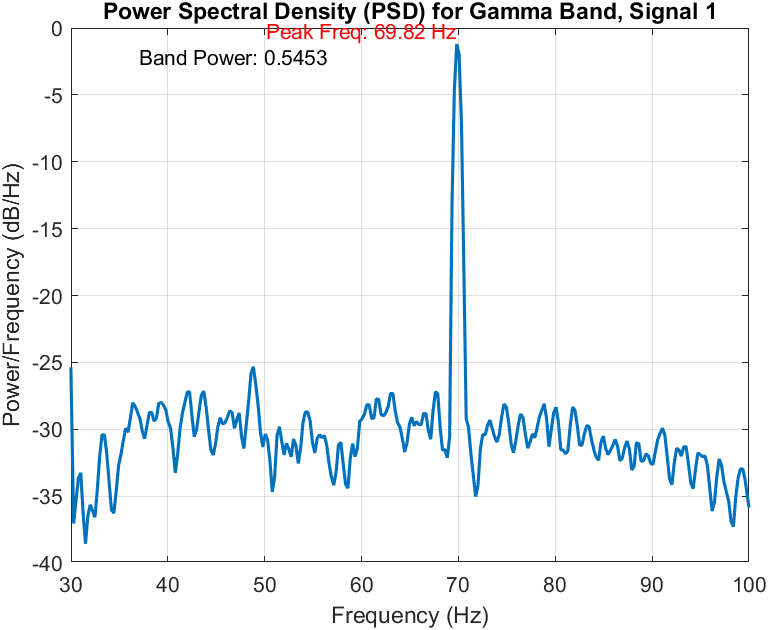 Power Spectral Density (PSD) for Gamma Band, Signal 1
Peak Freq: 69.82 Hz
Band Power: 0.5453
Power/Frequency (dB/Hz)
0
-5
-10
-15
-20
-25
-30
-35
-40
30 40 50 60 70 80 90 100
Frequency (Hz)